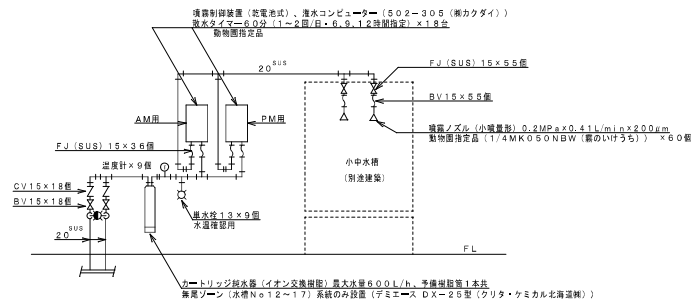 噴霧制御装置（乾電池式）、潅水コンピューター（502-305（㈱カクダイ））
散水タイマー60分（1～2回/日・6,9,12時間指定）×18台
動物園指定品
20SUS
FJ（SUS）15×55個
BV15×55個
AM用
PM用
噴霧ノズル（小噴量形）0.2MPa×0.41L/min×200μm
動物園指定品（1/4MK050NBW（霧のいけうち）） ×60個
FJ（SUS）15×36個
小中水槽
（別途建築）
温度計×9個
T
CV15×18個
BV15×18個
単水栓13×9個
水温確認用
20SUS
FL
カートリッジ純水器（イオン交換樹脂）最大水量600L/h、予備樹脂筒1本共
無尾ゾーン（水槽No12～17）系統のみ設置（デミエース DX-25型（クリタ・ケミカル北海道㈱））